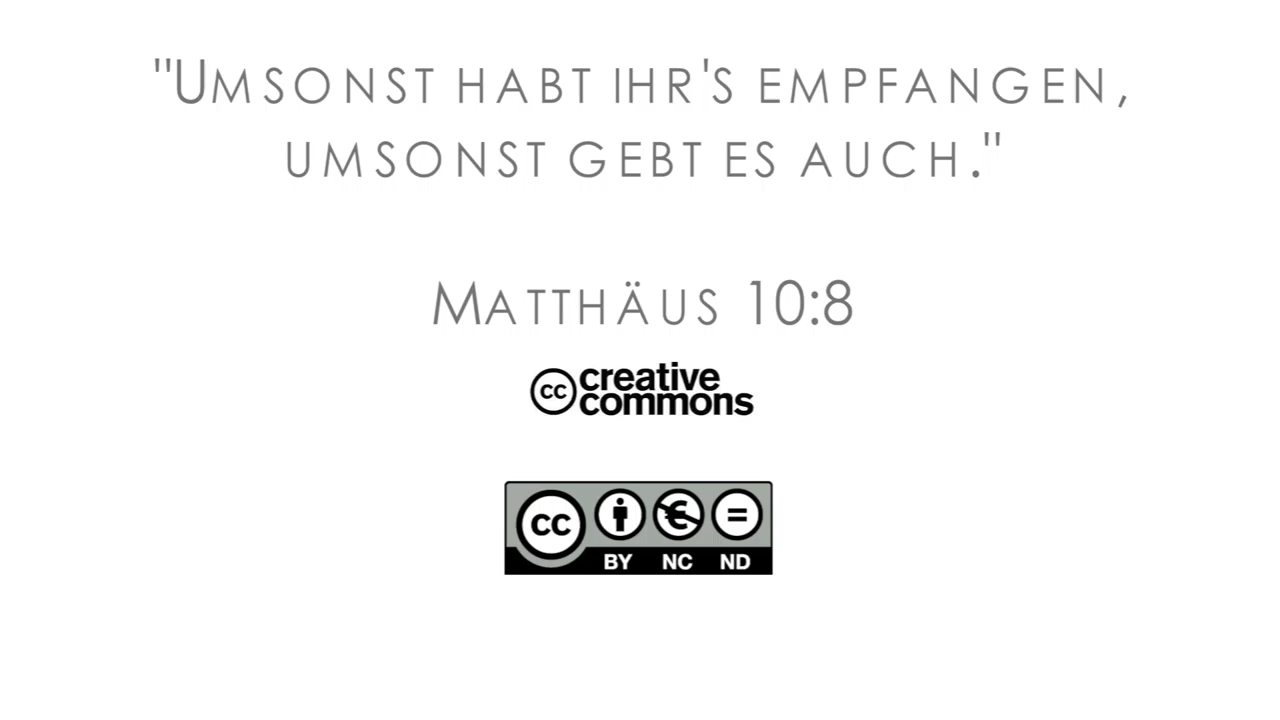 "Umsonst habt ihr's empfangen,
umsonst gebt es auch."
Matthäus 10:8
cc creative
commons
cc BY NC ND